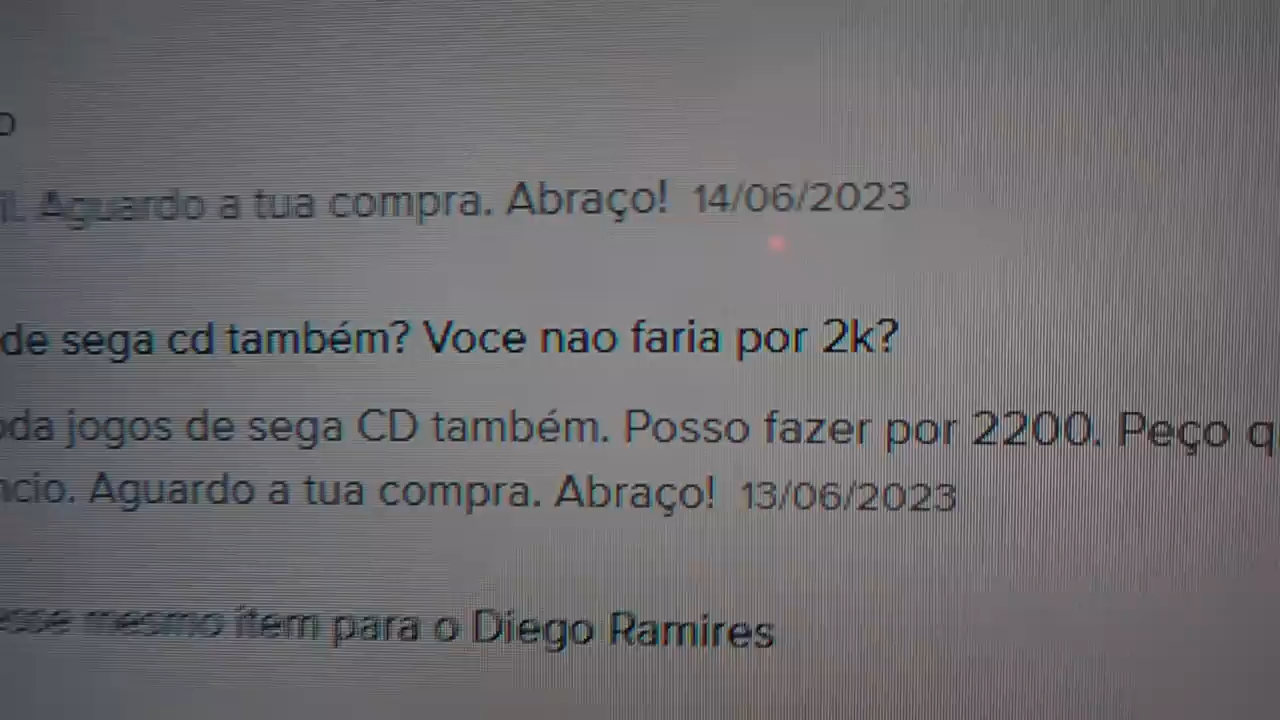 Aguardo a tua compra. Abraço! 14/06/2023
de sega cd também? Voce nao faria por 2k?
jogos de sega CD também. Posso fazer por 2200. Peço
Aguardo a tua compra. Abraço! 13/06/2023
mesmo item para o Diego Ramires